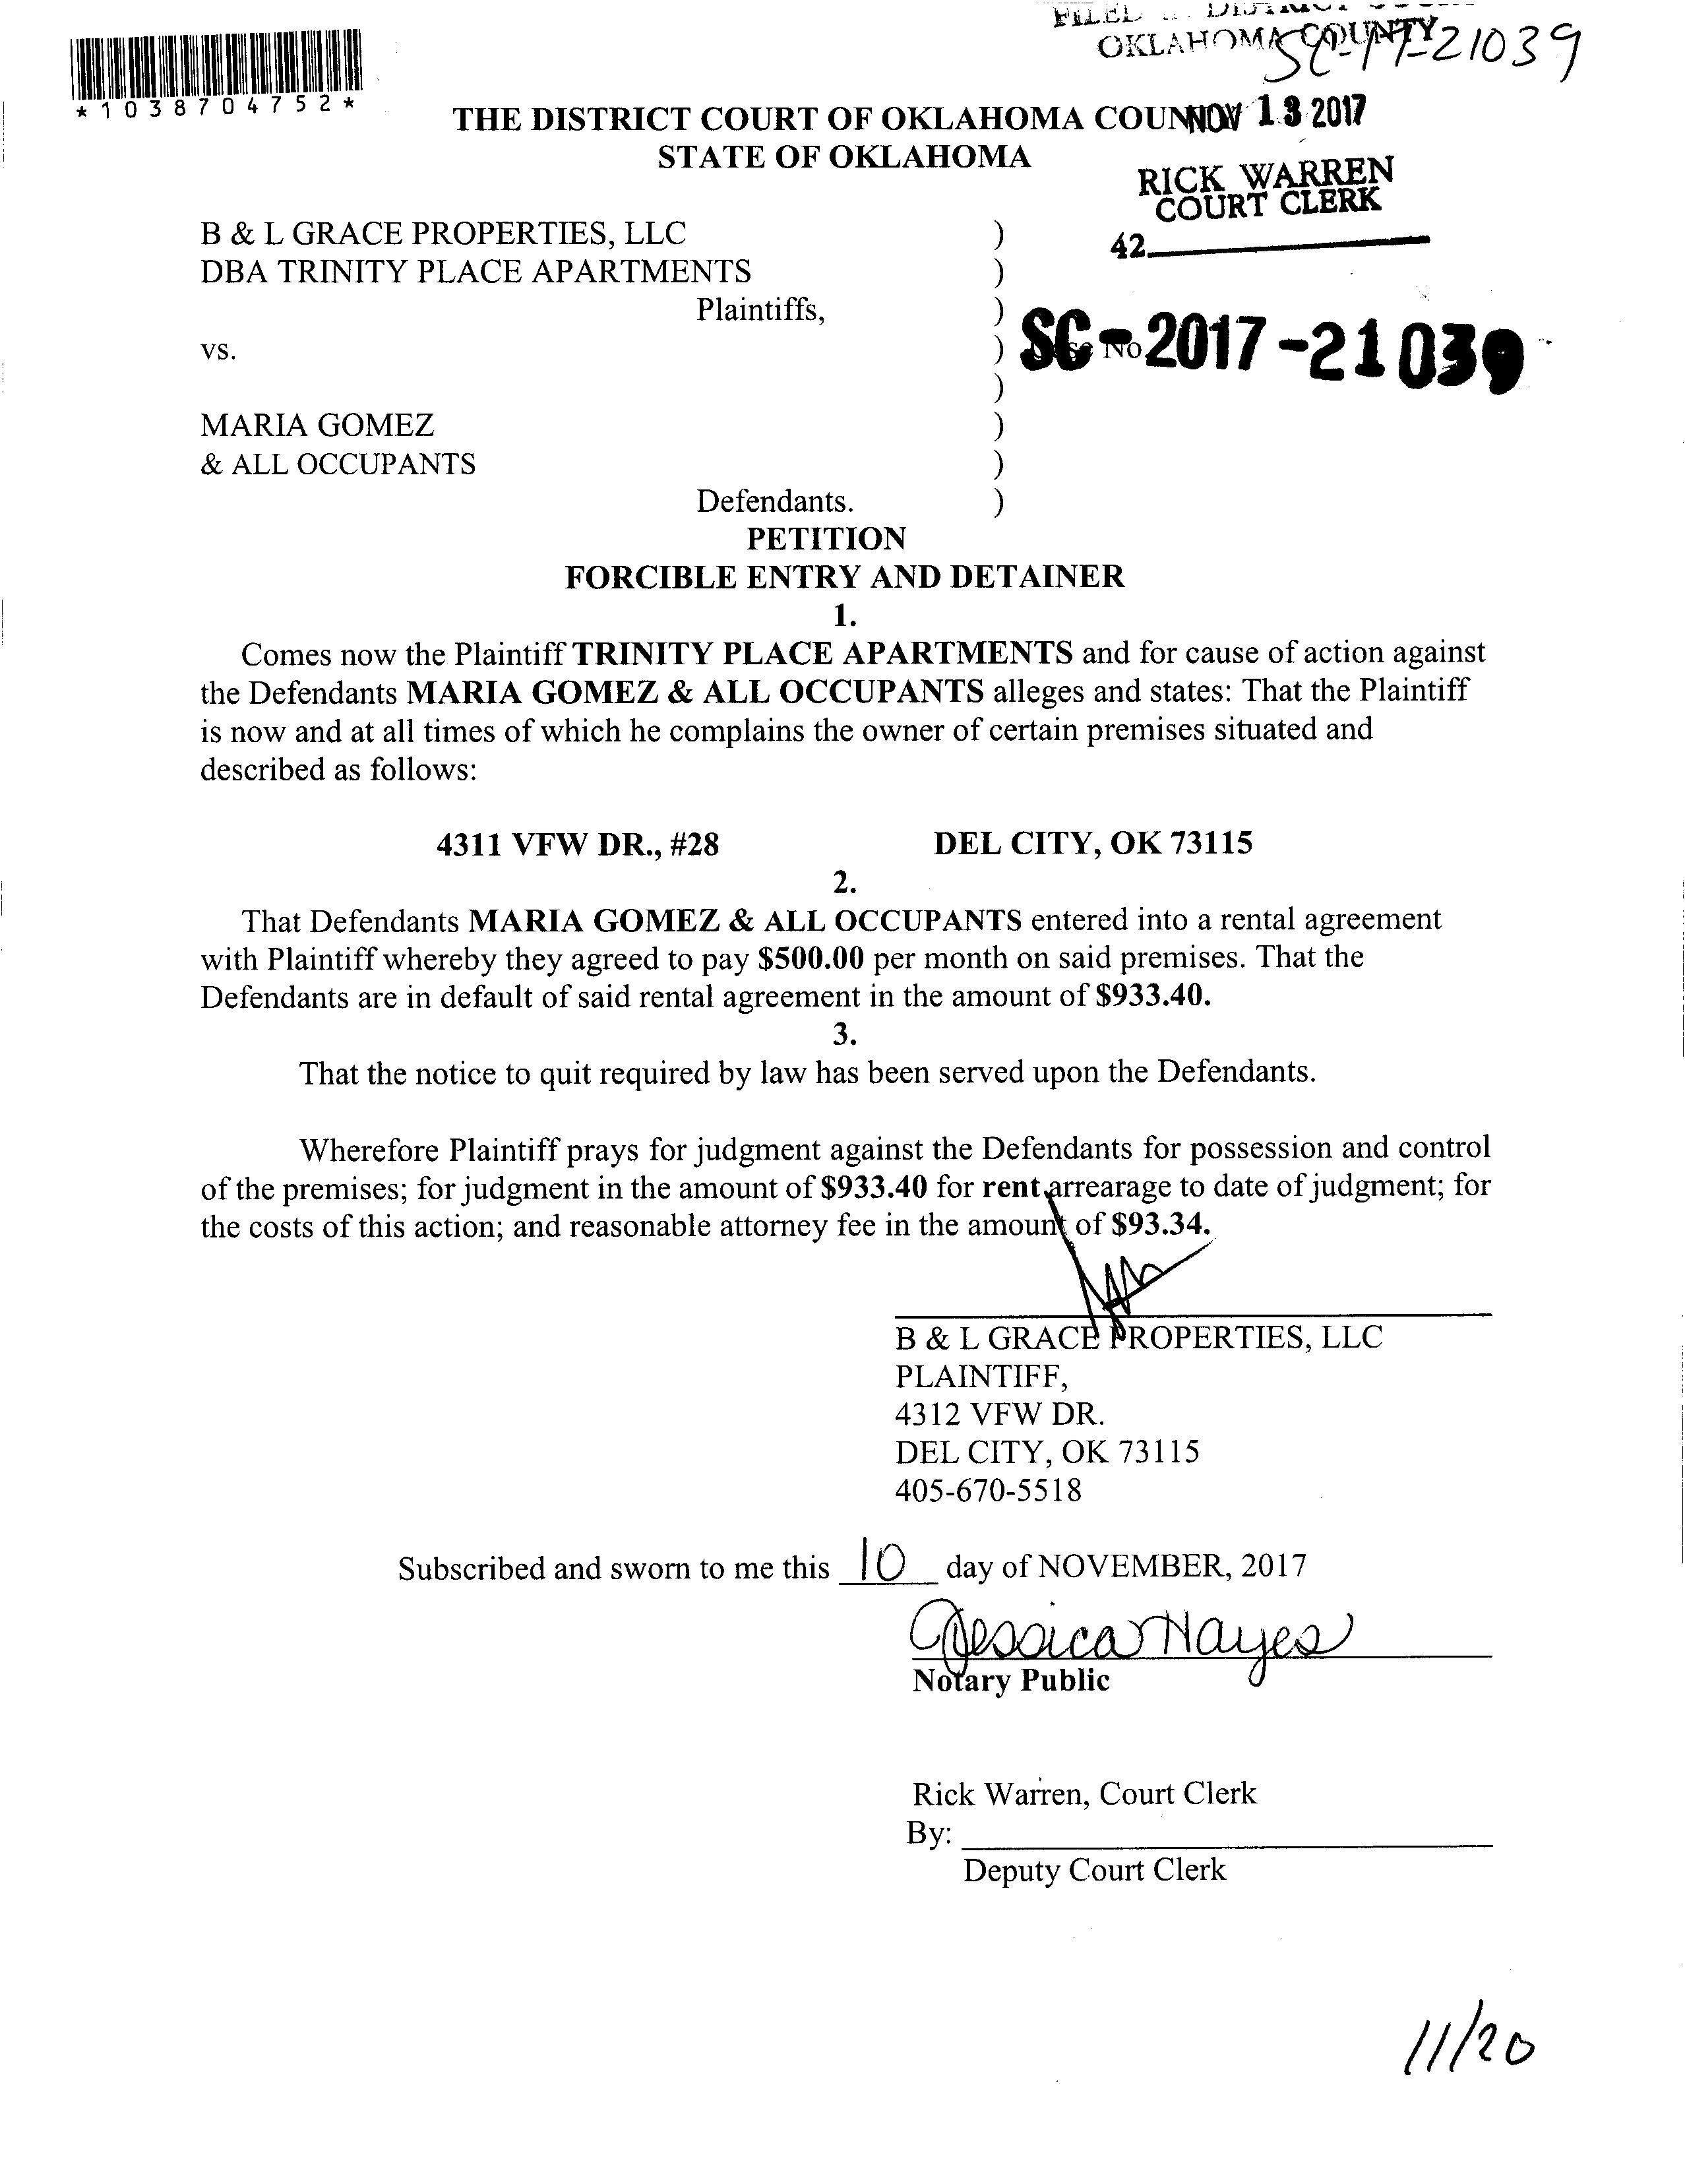 FILED
OKLAHOMA COUNTY
SC-17-21039
*1038704752*
THE DISTRICT COURT OF OKLAHOMA COUN
NOV 13 2017
STATE OF OKLAHOMA
RICK WARREN
COURT CLERK
42
B & L GRACE PROPERTIES, LLC )
DBA TRINITY PLACE APARTMENTS )
Plaintiffs, )
vs. ) No
SC-2017-21039
)
MARIA GOMEZ )
& ALL OCCUPANTS )
Defendants. )
PETITION
FORCIBLE ENTRY AND DETAINER
1.
Comes now the Plaintiff TRINITY PLACE APARTMENTS and for cause of action against
the Defendants MARIA GOMEZ & ALL OCCUPANTS alleges and states: That the Plaintiff
is now and at all times of which he complains the owner of certain premises situated and
described as follows:
4311 VFW DR., #28 DEL CITY, OK 73115
2.
That Defendants MARIA GOMEZ & ALL OCCUPANTS entered into a rental agreement
with Plaintiff whereby they agreed to pay $500.00 per month on said premises. That the
Defendants are in default of said rental agreement in the amount of $933.40.
3.
That the notice to quit required by law has been served upon the Defendants.
Wherefore Plaintiff prays for judgment against the Defendants for possession and control
of the premises; for judgment in the amount of $933.40 for rent arrearage to date of judgment; for
the costs of this action; and reasonable attorney fee in the amount of $93.34.
B & L GRACE PROPERTIES, LLC
PLAINTIFF,
4312 VFW DR.
DEL CITY, OK 73115
405-670-5518
Subscribed and sworn to me this 10 day of NOVEMBER, 2017
Jessica Hayes
Notary Public
Rick Warren, Court Clerk
By:
Deputy Court Clerk
11/20